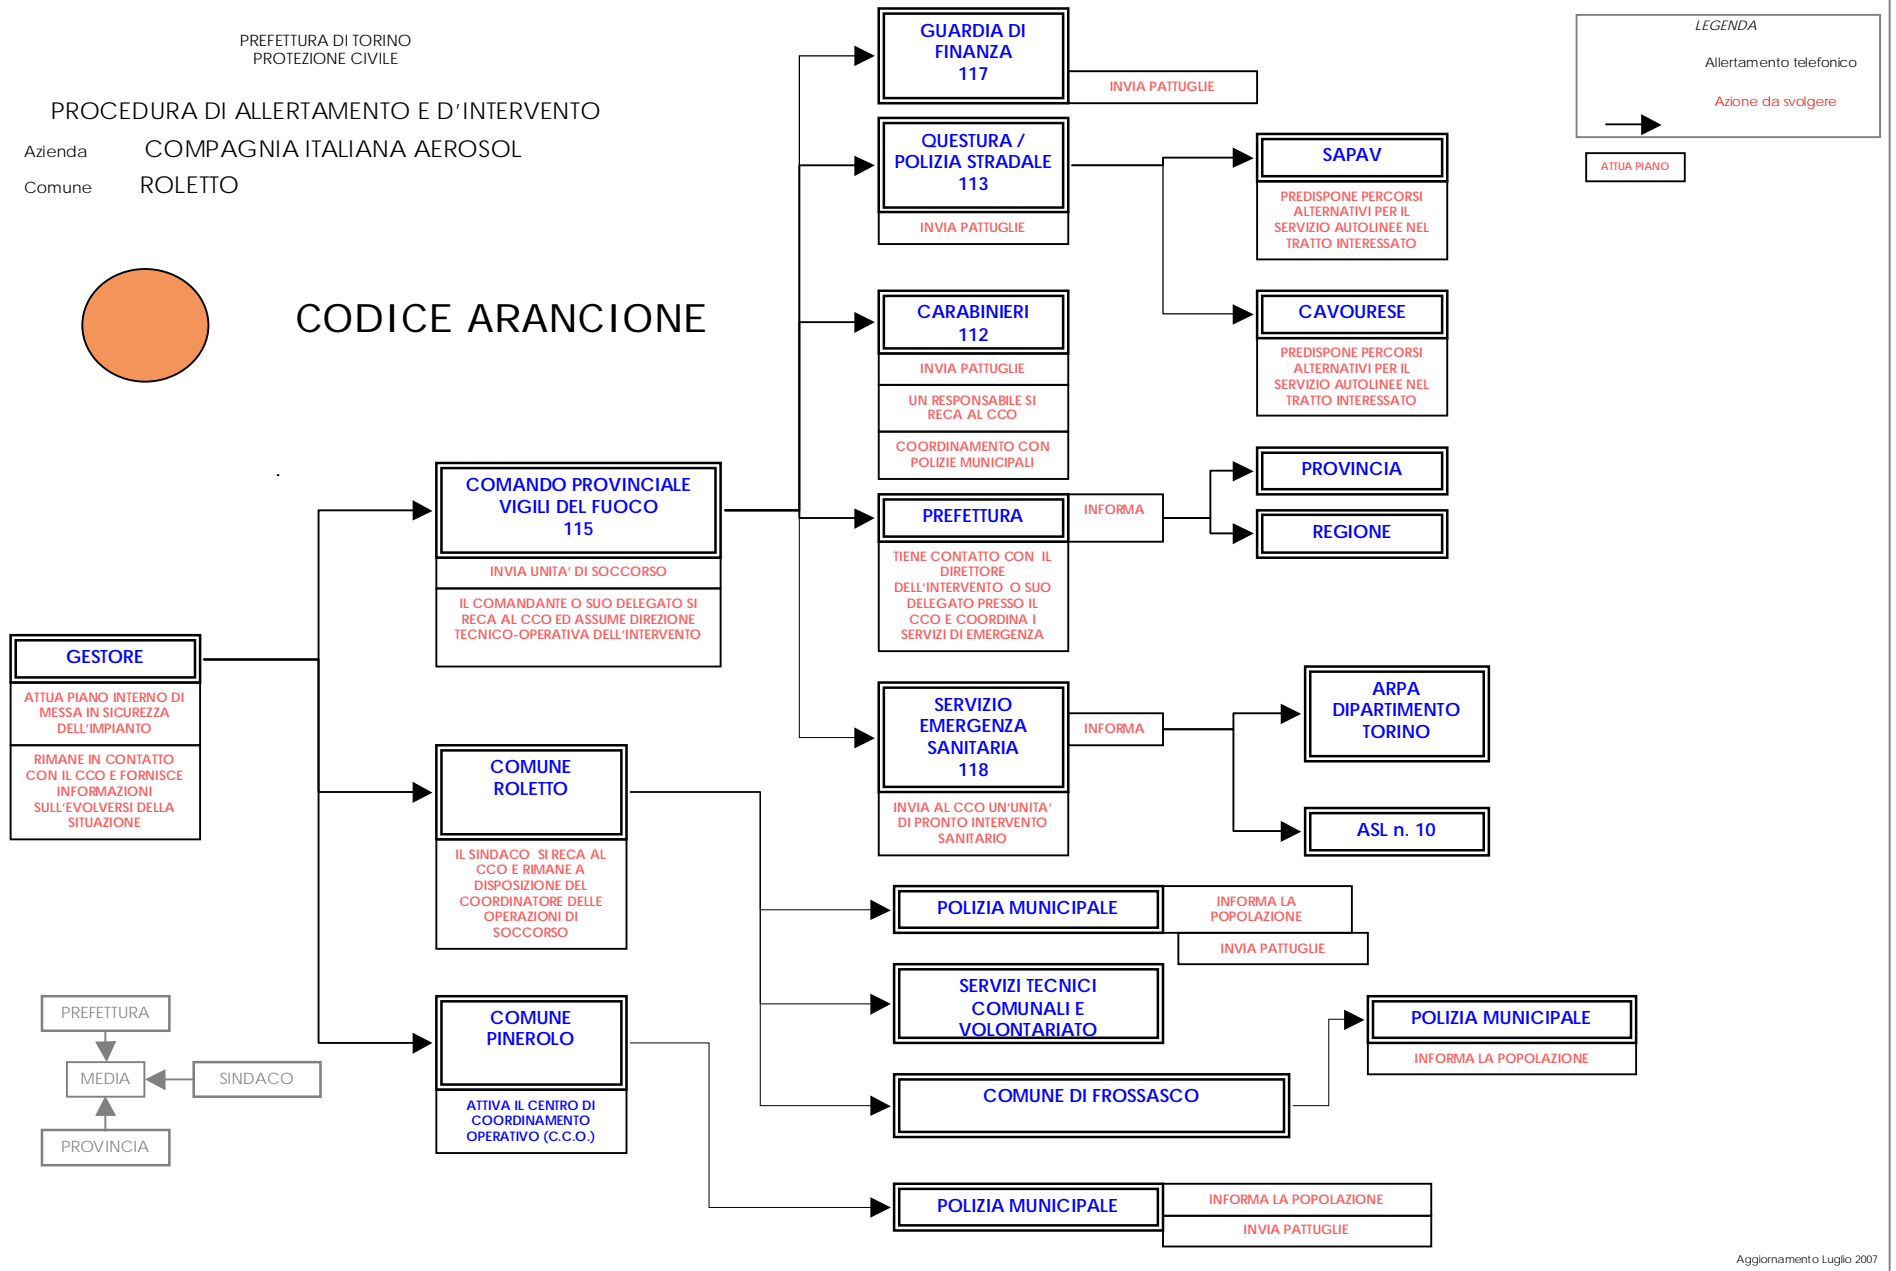 PREFETTURA DI TORINO
PROTEZIONE CIVILE
PROCEDURA DI ALLERTAMENTO E D'INTERVENTO
Azienda COMPAGNIA ITALIANA AEROSOL
Comune ROLETTO
CODICE ARANCIONE
LEGENDA
Allertamento telefonico
Azione da svolgere
ATTUA PIANO
GESTORE
ATTUA PIANO INTERNO DI
MESSA IN SICUREZZA
DELL'IMPIANTO
RIMANE IN CONTATTO
CON IL CCO E FORNISCE
INFORMAZIONI
SULL'EVOLVERSI DELLA
SITUAZIONE
COMANDO PROVINCIALE
VIGILI DEL FUOCO
115
INVIA UNITA' DI SOCCORSO
IL COMANDANTE O SUO DELEGATO SI
RECA AL CCO ED ASSUME DIREZIONE
TECNICO-OPERATIVA DELL'INTERVENTO
COMUNE
ROLETTO
IL SINDACO SI RECA AL
CCO E RIMANE A
DISPOSIZIONE DEL
COORDINATORE DELLE
OPERAZIONI DI
SOCCORSO
COMUNE
PINEROLO
ATTIVA IL CENTRO DI
COORDINAMENTO
OPERATIVO (C.C.O.)
GUARDIA DI
FINANZA
117
INVIA PATTUGLIE
QUESTURA /
POLIZIA STRADALE
113
INVIA PATTUGLIE
SAPAV
PREDISPONE PERCORSI
ALTERNATIVI PER IL
SERVIZIO AUTOLINEE NEL
TRATTO INTERESSATO
CAVOURESE
PREDISPONE PERCORSI
ALTERNATIVI PER IL
SERVIZIO AUTOLINEE NEL
TRATTO INTERESSATO
CARABINIERI
112
INVIA PATTUGLIE
UN RESPONSABILE SI
RECA AL CCO
COORDINAMENTO CON
POLIZIE MUNICIPALI
PREFETTURA
INFORMA
TIENE CONTATTO CON IL
DIRETTORE
DELL'INTERVENTO O SUO
DELEGATO PRESSO IL
CCO E COORDINA I
SERVIZI DI EMERGENZA
PROVINCIA
REGIONE
SERVIZIO
EMERGENZA
SANITARIA
118
INFORMA
INVIA AL CCO UN'UNITA'
DI PRONTO INTERVENTO
SANITARIO
ARPA
DIPARTIMENTO
TORINO
ASL n. 10
POLIZIA MUNICIPALE
INFORMA LA
POPOLAZIONE
INVIA PATTUGLIE
SERVIZI TECNICI
COMUNALI E
VOLONTARIATO
COMUNE DI FROSSASCO
POLIZIA MUNICIPALE
INFORMA LA POPOLAZIONE
POLIZIA MUNICIPALE
INFORMA LA POPOLAZIONE
INVIA PATTUGLIE
PREFETTURA
MEDIA
SINDACO
PROVINCIA
Aggiornamento Luglio 2007